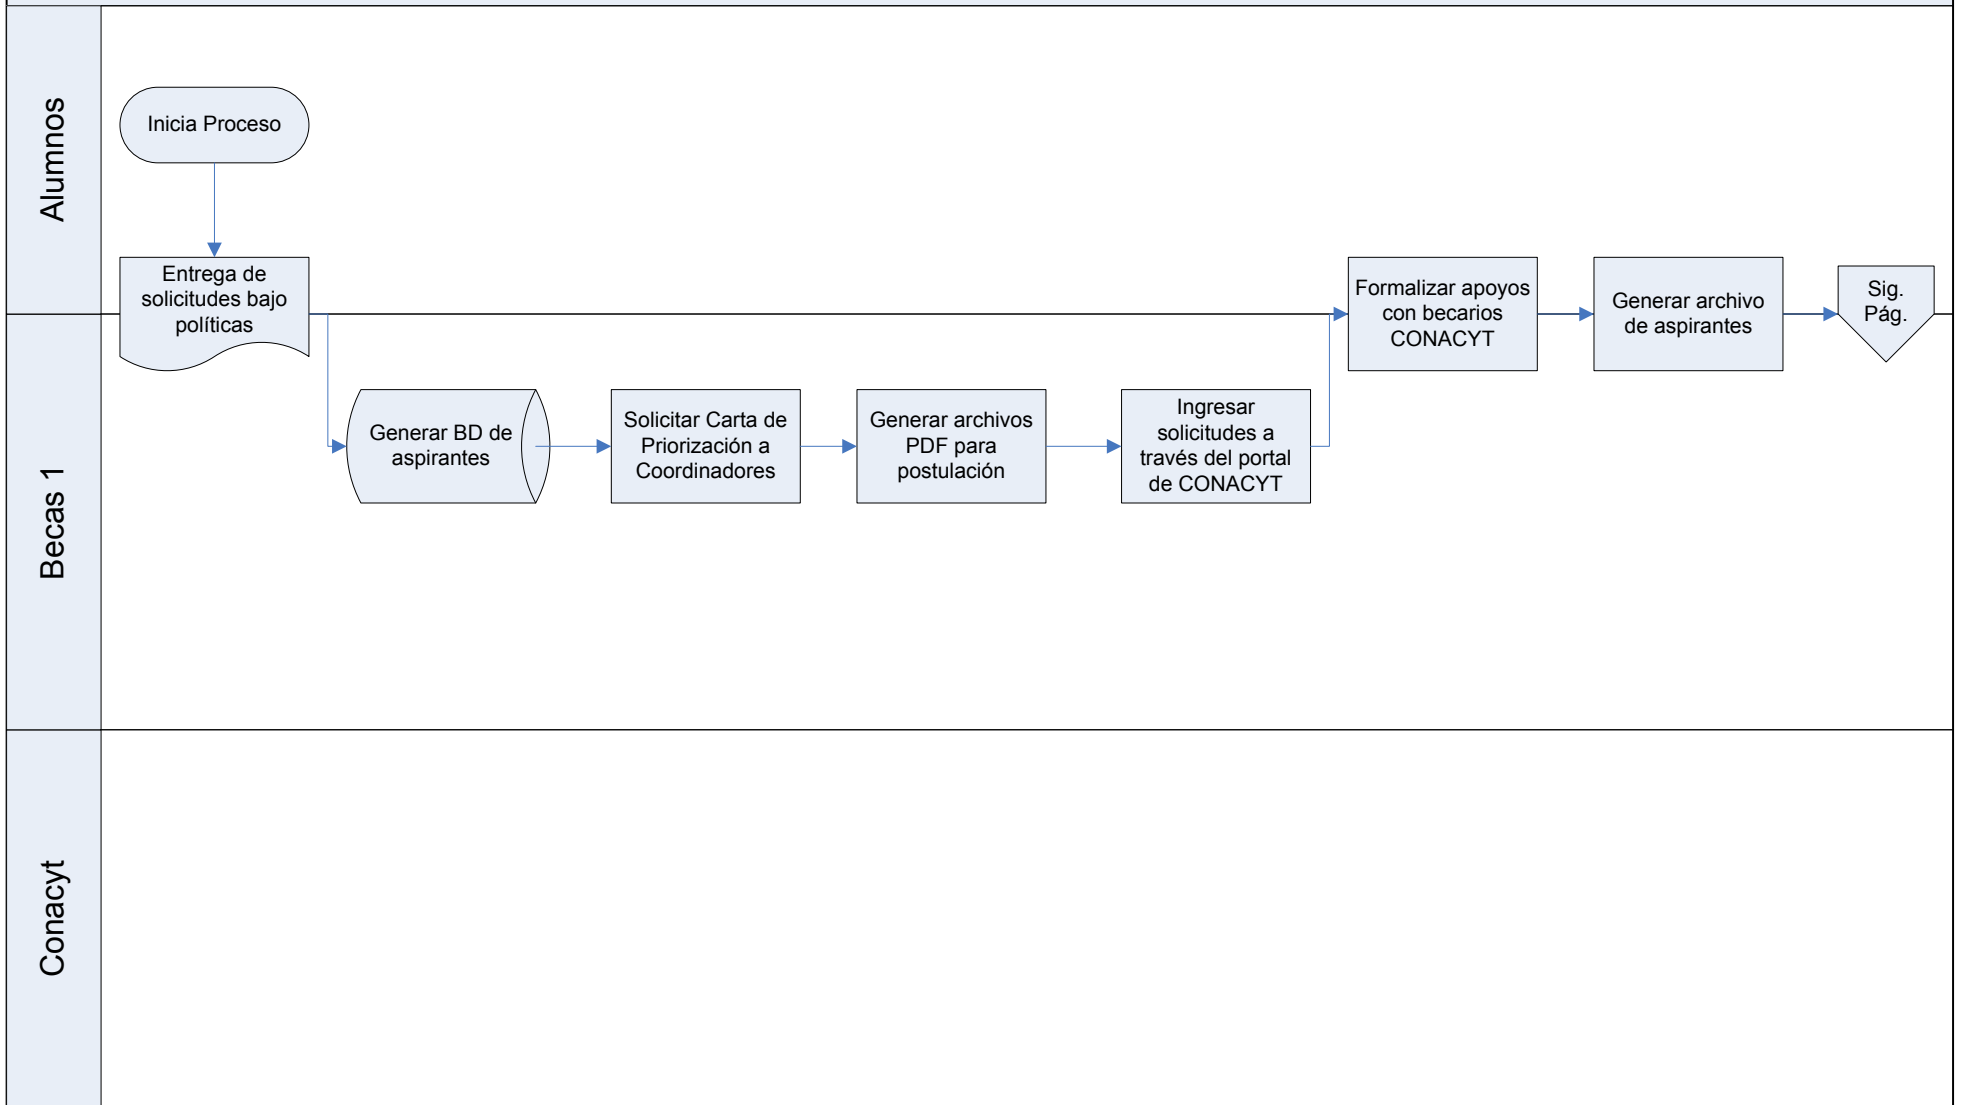 Alumnos
Inicia Proceso
Entrega de
solicitudes bajo
políticas
Formalizar apoyos
con becarios
CONACYT
Generar archivo
de aspirantes
Sig.
Pág.
Becas 1
Generar BD de
aspirantes
Solicitar Carta de
Priorización a
Coordinadores
Generar archivos
PDF para
postulación
Ingresar
solicitudes a
través del portal
de CONACYT
Conacyt